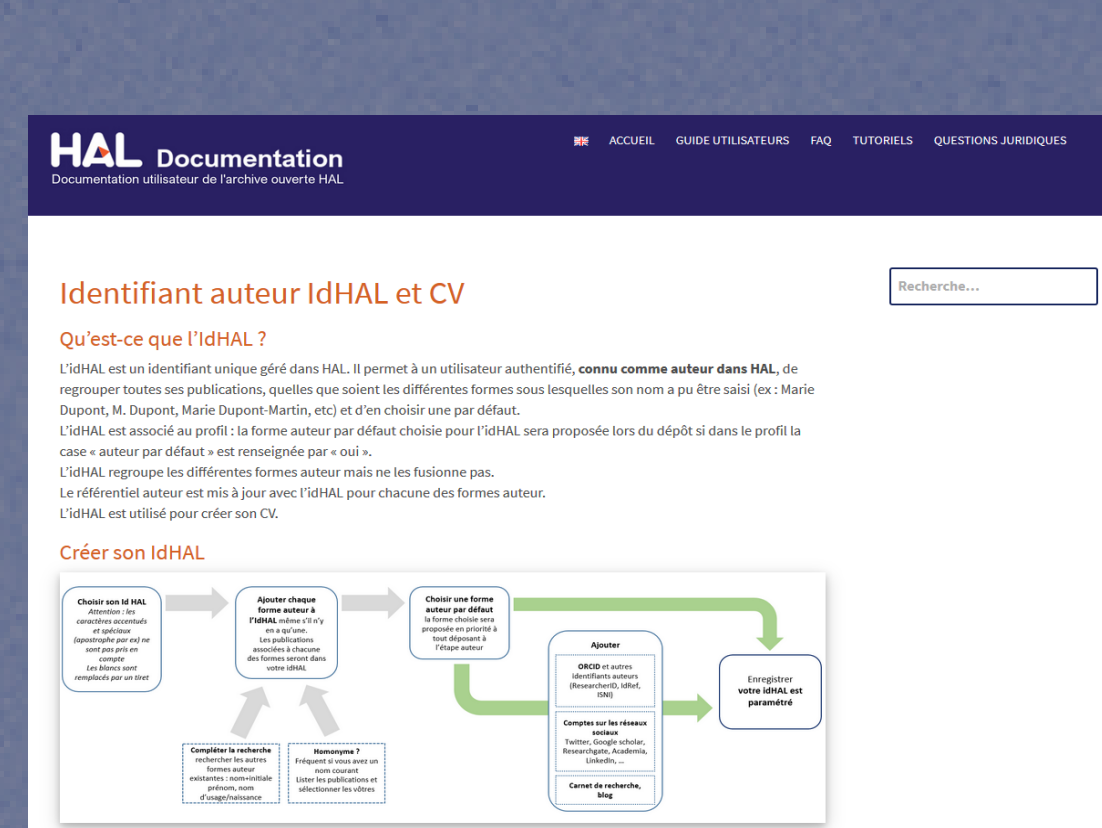 HAL Documentation
Documentation utilisateur de l'archive ouverte HAL
ACCUEIL GUIDE UTILISATEURS FAQ TUTORIELS QUESTIONS JURIDIQUES
Recherche...
Identifiant auteur IdHAL et CV
Qu'est-ce que l'IdHAL ?
L'idHAL est un identifiant unique géré dans HAL. Il permet à un utilisateur authentifié, connu comme auteur dans HAL, de
regrouper toutes ses publications, quelles que soient les différentes formes sous lesquelles son nom a pu être saisi (ex : Marie
Dupont, M. Dupont, Marie Dupont-Martin, etc) et d'en choisir une par défaut.
L'idHAL est associé au profil : la forme auteur par défaut choisie pour l'idHAL sera proposée lors du dépôt si dans le profil la
case « auteur par défaut » est renseignée par « oui ».
L'idHAL regroupe les différentes formes auteur mais ne les fusionne pas.
Le référentiel auteur est mis à jour avec l'idHAL pour chacune des formes auteur.
L'idHAL est utilisé pour créer son CV.
Créer son IdHAL
Choisir son Id HAL
Attention : les
caractères accentués
et spéciaux
(apostrophe par ex) ne
sont pas pris en
compte
Les blancs sont
remplacés par un tiret
Ajouter chaque
forme auteur à
l'IdHAL même s'il n'y
en a qu'une.
Les publications
associées à chacune
des formes seront dans
votre idHAL
Choisir une forme
auteur par défaut
la forme choisie sera
proposée en priorité à
tout déposant à
l'étape auteur
Ajouter
ORCID et autres
identifiants auteurs
(ResearcherID, IdRef,
ISNI)
Comptes sur les réseaux
sociaux
Twitter, Google scholar,
Researchgate, Academia,
LinkedIn, ...
Carnet de recherche,
blog
Enregistrer
votre idHAL est
paramétré
Compléter la recherche
rechercher les autres
formes auteur
existantes : nom+initiale
prénom, nom
d'usage/naissance
Homonyme ?
Fréquent si vous avez un
nom courant
Lister les publications et
sélectionner les vôtres